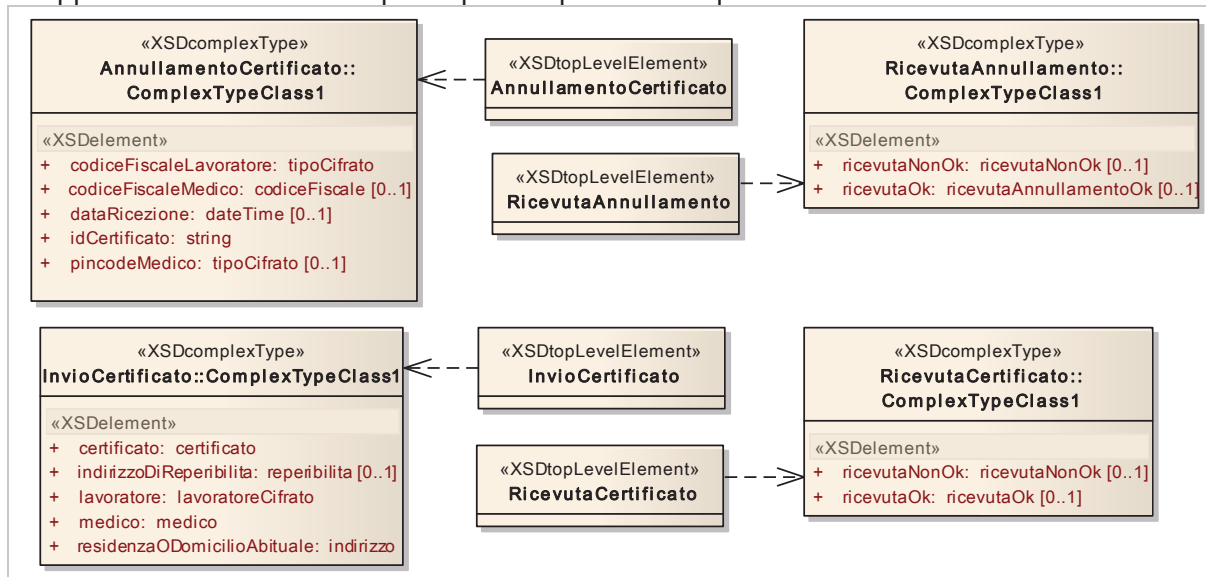 «XSDcomplexType»
AnnullamentoCertificato::
ComplexTypeClass1
«XSDelement»
+ codiceFiscaleLavoratore: tipoCifrato
+ codiceFiscaleMedico: codiceFiscale [0..1]
+ dataRicezione: dateTime [0..1]
+ idCertificato: string
+ pincodeMedico: tipoCifrato [0..1]
«XSDtopLevelElement»
AnnullamentoCertificato
«XSDtopLevelElement»
RicevutaAnnullamento
«XSDcomplexType»
RicevutaAnnullamento::
ComplexTypeClass1
«XSDelement»
+ ricevutaNonOk: ricevutaNonOk [0..1]
+ ricevutaOk: ricevutaAnnullamentoOk [0..1]
«XSDcomplexType»
InvioCertificato::ComplexTypeClass1
«XSDelement»
+ certificato: certificato
+ indirizzoDiReperibilita: reperibilita [0..1]
+ lavoratore: lavoratoreCifrato
+ medico: medico
+ residenzaODomicilioAbituale: indirizzo
«XSDtopLevelElement»
InvioCertificato
«XSDtopLevelElement»
RicevutaCertificato
«XSDcomplexType»
RicevutaCertificato::
ComplexTypeClass1
«XSDelement»
+ ricevutaNonOk: ricevutaNonOk [0..1]
+ ricevutaOk: ricevutaOk [0..1]